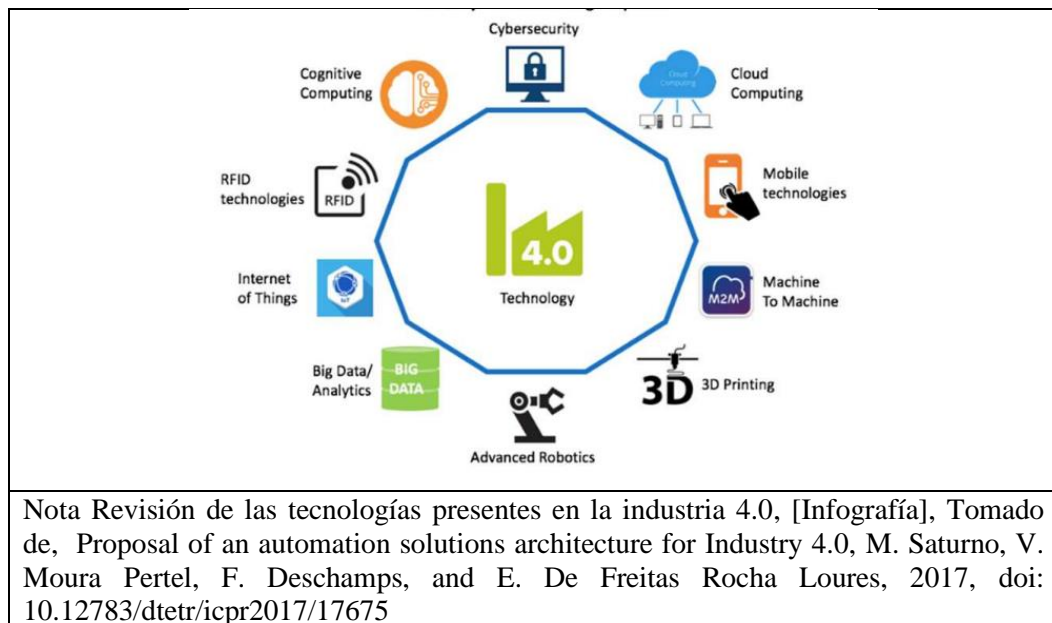 Cybersecurity
Cognitive
Computing
Cloud
Computing
Cloud
Computing
RFID
technologies
RFID
Mobile
technologies
4.0
Technology
Internet
of Things
IoT
M2M
Machine
To Machine
Big Data/
Analytics
BIG
DATA
3D
3D Printing
Advanced Robotics
Nota Revisión de las tecnologías presentes en la industria 4.0, [Infografía], Tomado
de, Proposal of an automation solutions architecture for Industry 4.0, M. Saturno, V.
Moura Pertel, F. Deschamps, and E. De Freitas Rocha Loures, 2017, doi:
10.12783/dtetr/icpr2017/17675